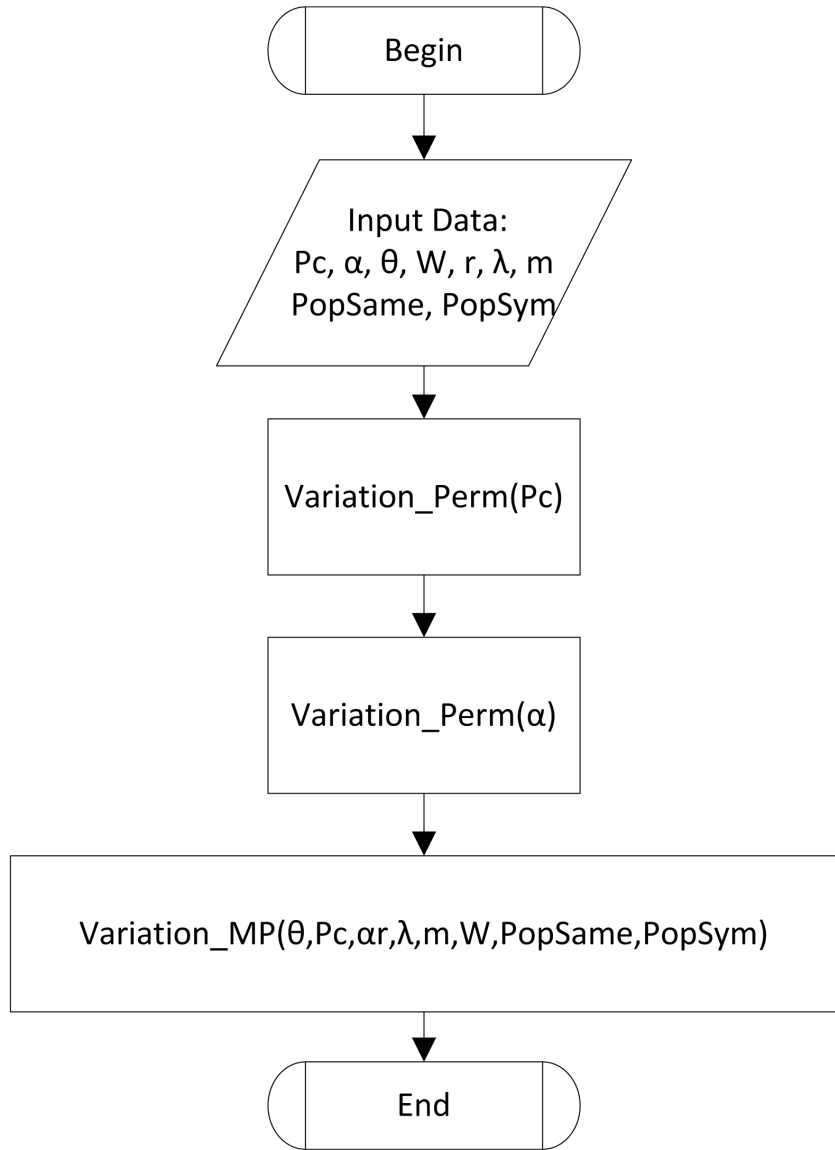 Begin
Input Data:
Pc, α, θ, W, r, λ, m
PopSame, PopSym
Variation_Perm(Pc)
Variation_Perm(α)
Variation_MP(θ,Pc,αr,λ,m,W,PopSame,PopSym)
End